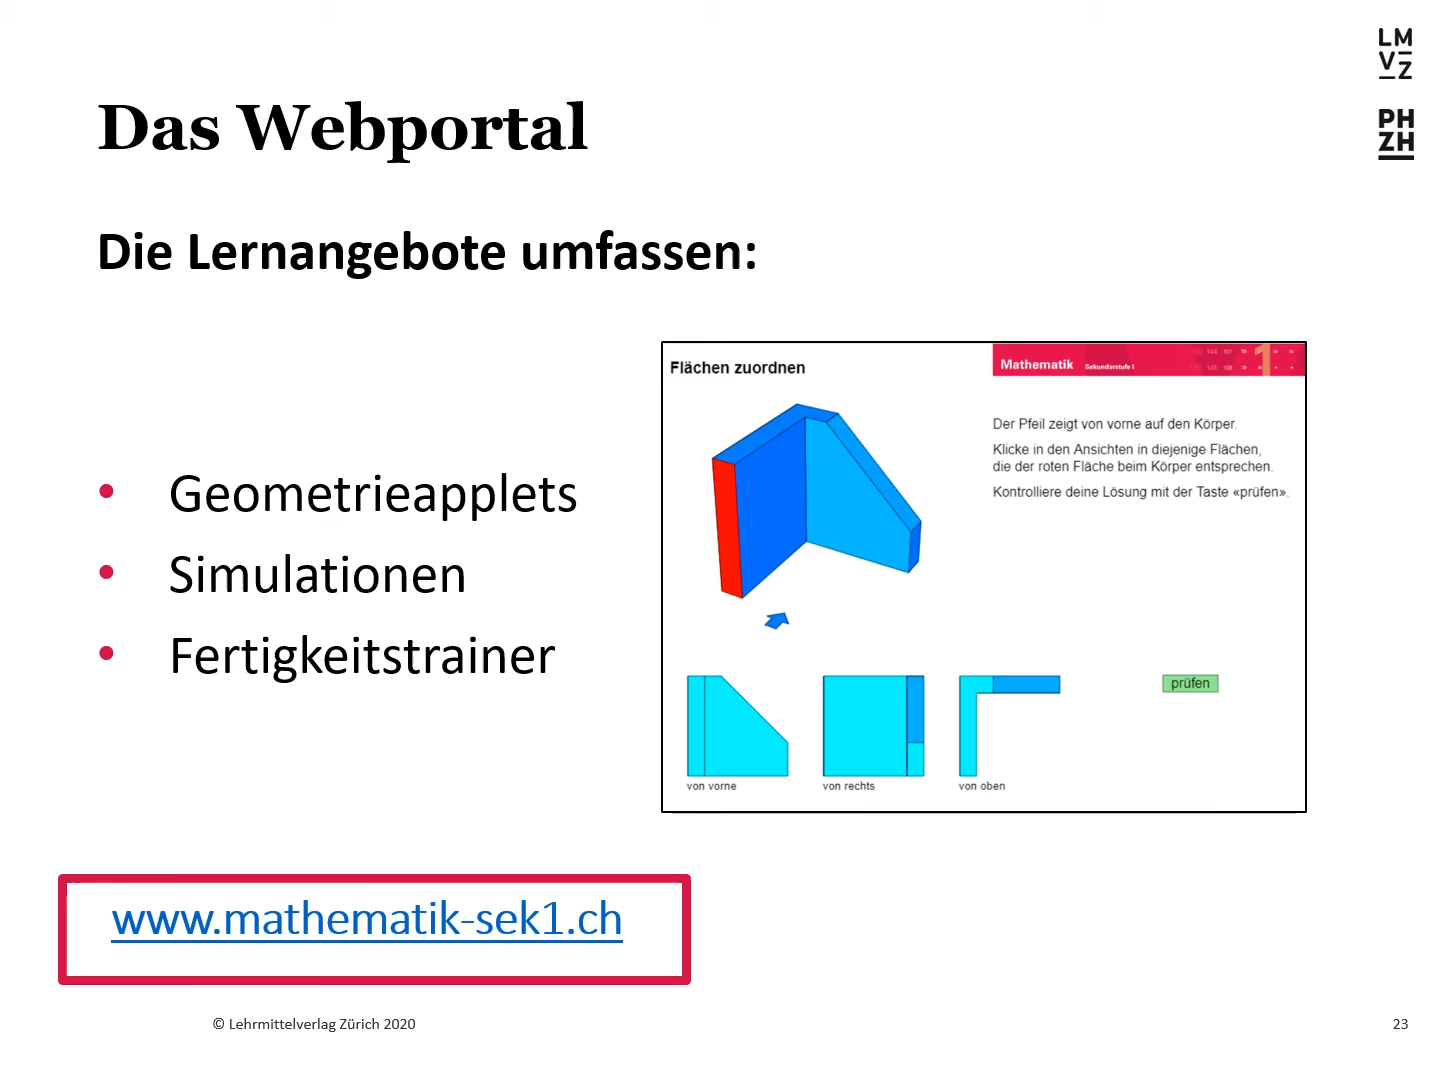 LM
VZ
PH
ZH
Das Webportal
Die Lernangebote umfassen:
• Geometrieapplets
• Simulationen
• Fertigkeitstrainer
Flächen zuordnen
Mathematik Sekundarstufe I
1
Der Pfeil zeigt von vorne auf den Körper.
Klicke in den Ansichten in diejenige Flächen,
die der roten Fläche beim Körper entsprechen.
Kontrolliere deine Lösung mit der Taste «prüfen».
prüfen
von vorne
von rechts
von oben
www.mathematik-sek1.ch
© Lehrmittelverlag Zürich 2020
23